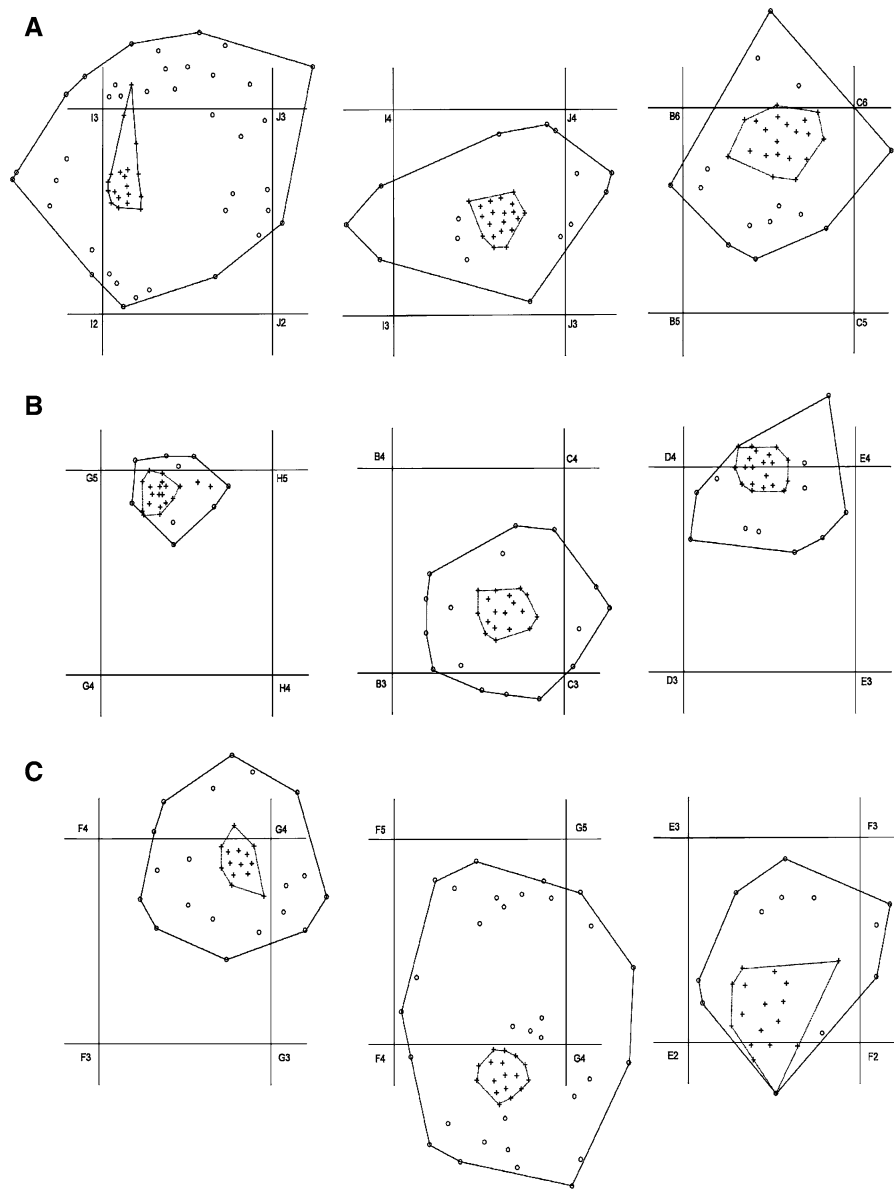 A
I3 J3 I4 J4 B6 C6
I2 J2 I3 J3 B5 C5
B
G5 H5 B4 C4 D4 E4
G4 H4 B3 C3 D3 E3
C
F4 G4 F5 G5 E3 F3
F3 G3 F4 G4 E2 F2